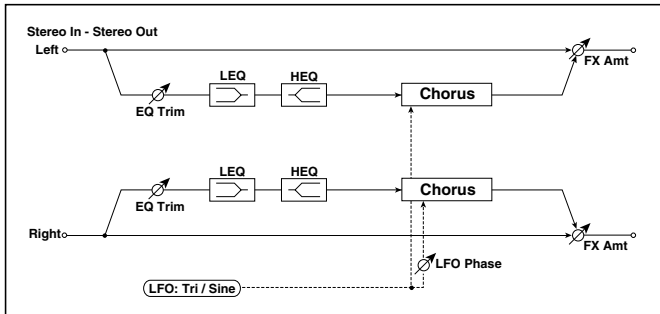 Stereo In - Stereo Out
Left
FX Amt
LEQ HEQ
EQ Trim
Chorus
LEQ HEQ
EQ Trim
Chorus
Right
FX Amt
LFO Phase
LFO: Tri / Sine